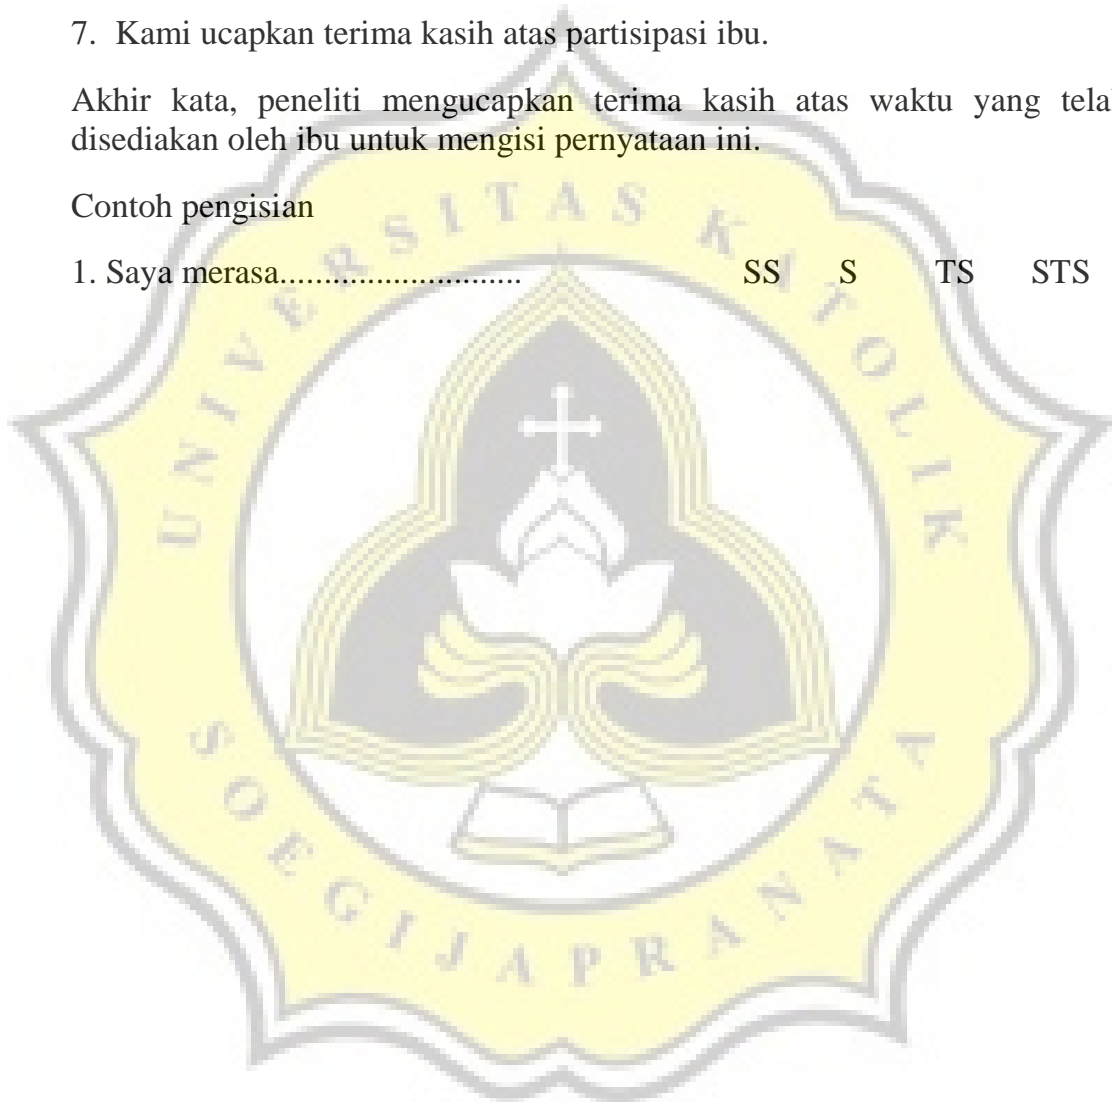 7. Kami ucapkan terima kasih atas partisipasi ibu.
Akhir kata, peneliti mengucapkan terima kasih atas waktu yang telah
disediakan oleh ibu untuk mengisi pernyataan ini.
Contoh pengisian
1. Saya merasa........................... SS S TS STS
UNIVERSITAS KATOLIK
SOEGIJAPRANATA